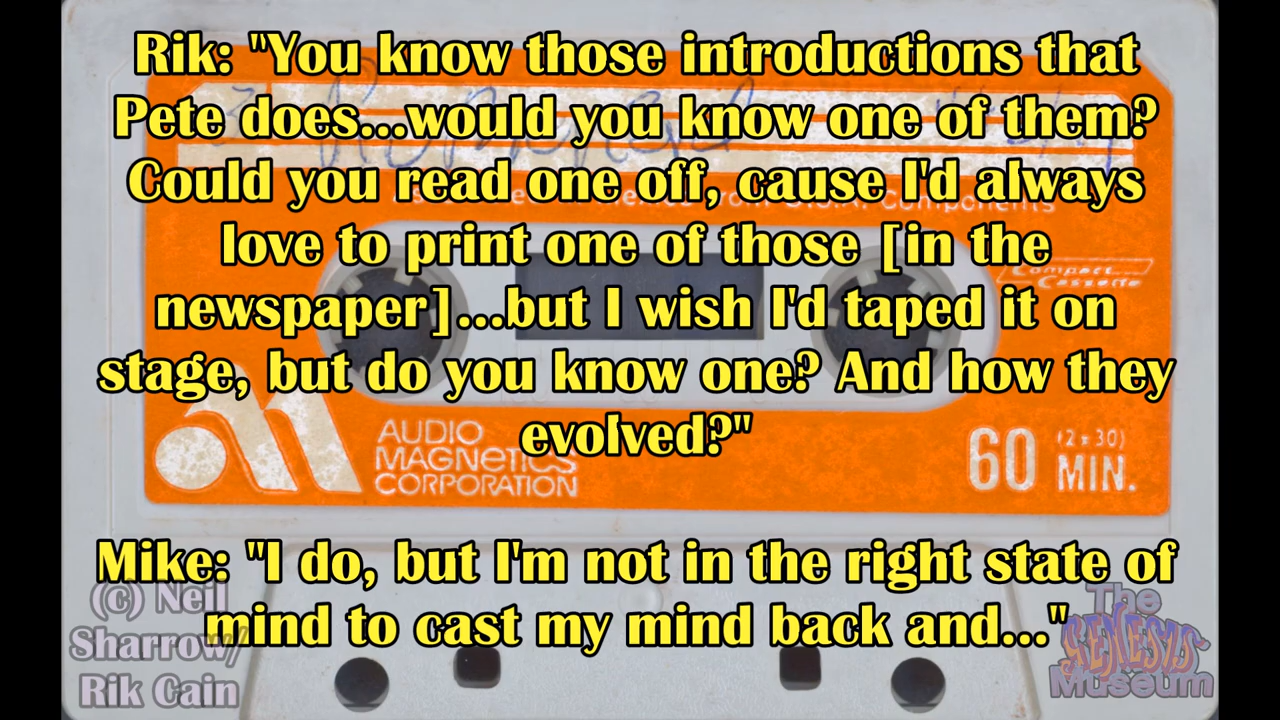 Rik: "You know those introductions that
Pete does...would you know one of them?
Could you read one off, cause I'd always
love to print one of those [in the
newspaper]...but I wish I'd taped it on
stage, but do you know one? And how they
evolved?"
AUDIO
MAGNETICS
CORPORATION
60 (2x30)
MIN.
Compact
Cassette
Components
Mike: "I do, but I'm not in the right state of
mind to cast my mind back and..."
(c) Neil
Sharrow/
Rik Cain
The
GENESIS
Museum